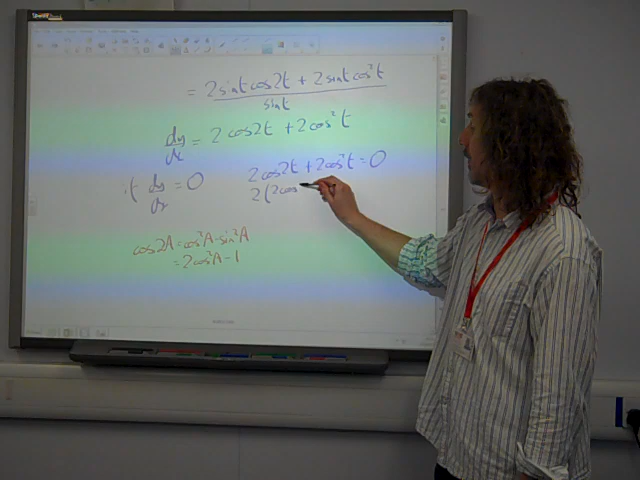 = 2sint cos2t + 2sint cos²t
sint
dy/dx = 2cos2t + 2cos²t
At dy/dx = 0
2cos2t + 2cos²t = 0
2(2cos
cos2A = cos²A - sin²A
= 2cos²A - 1